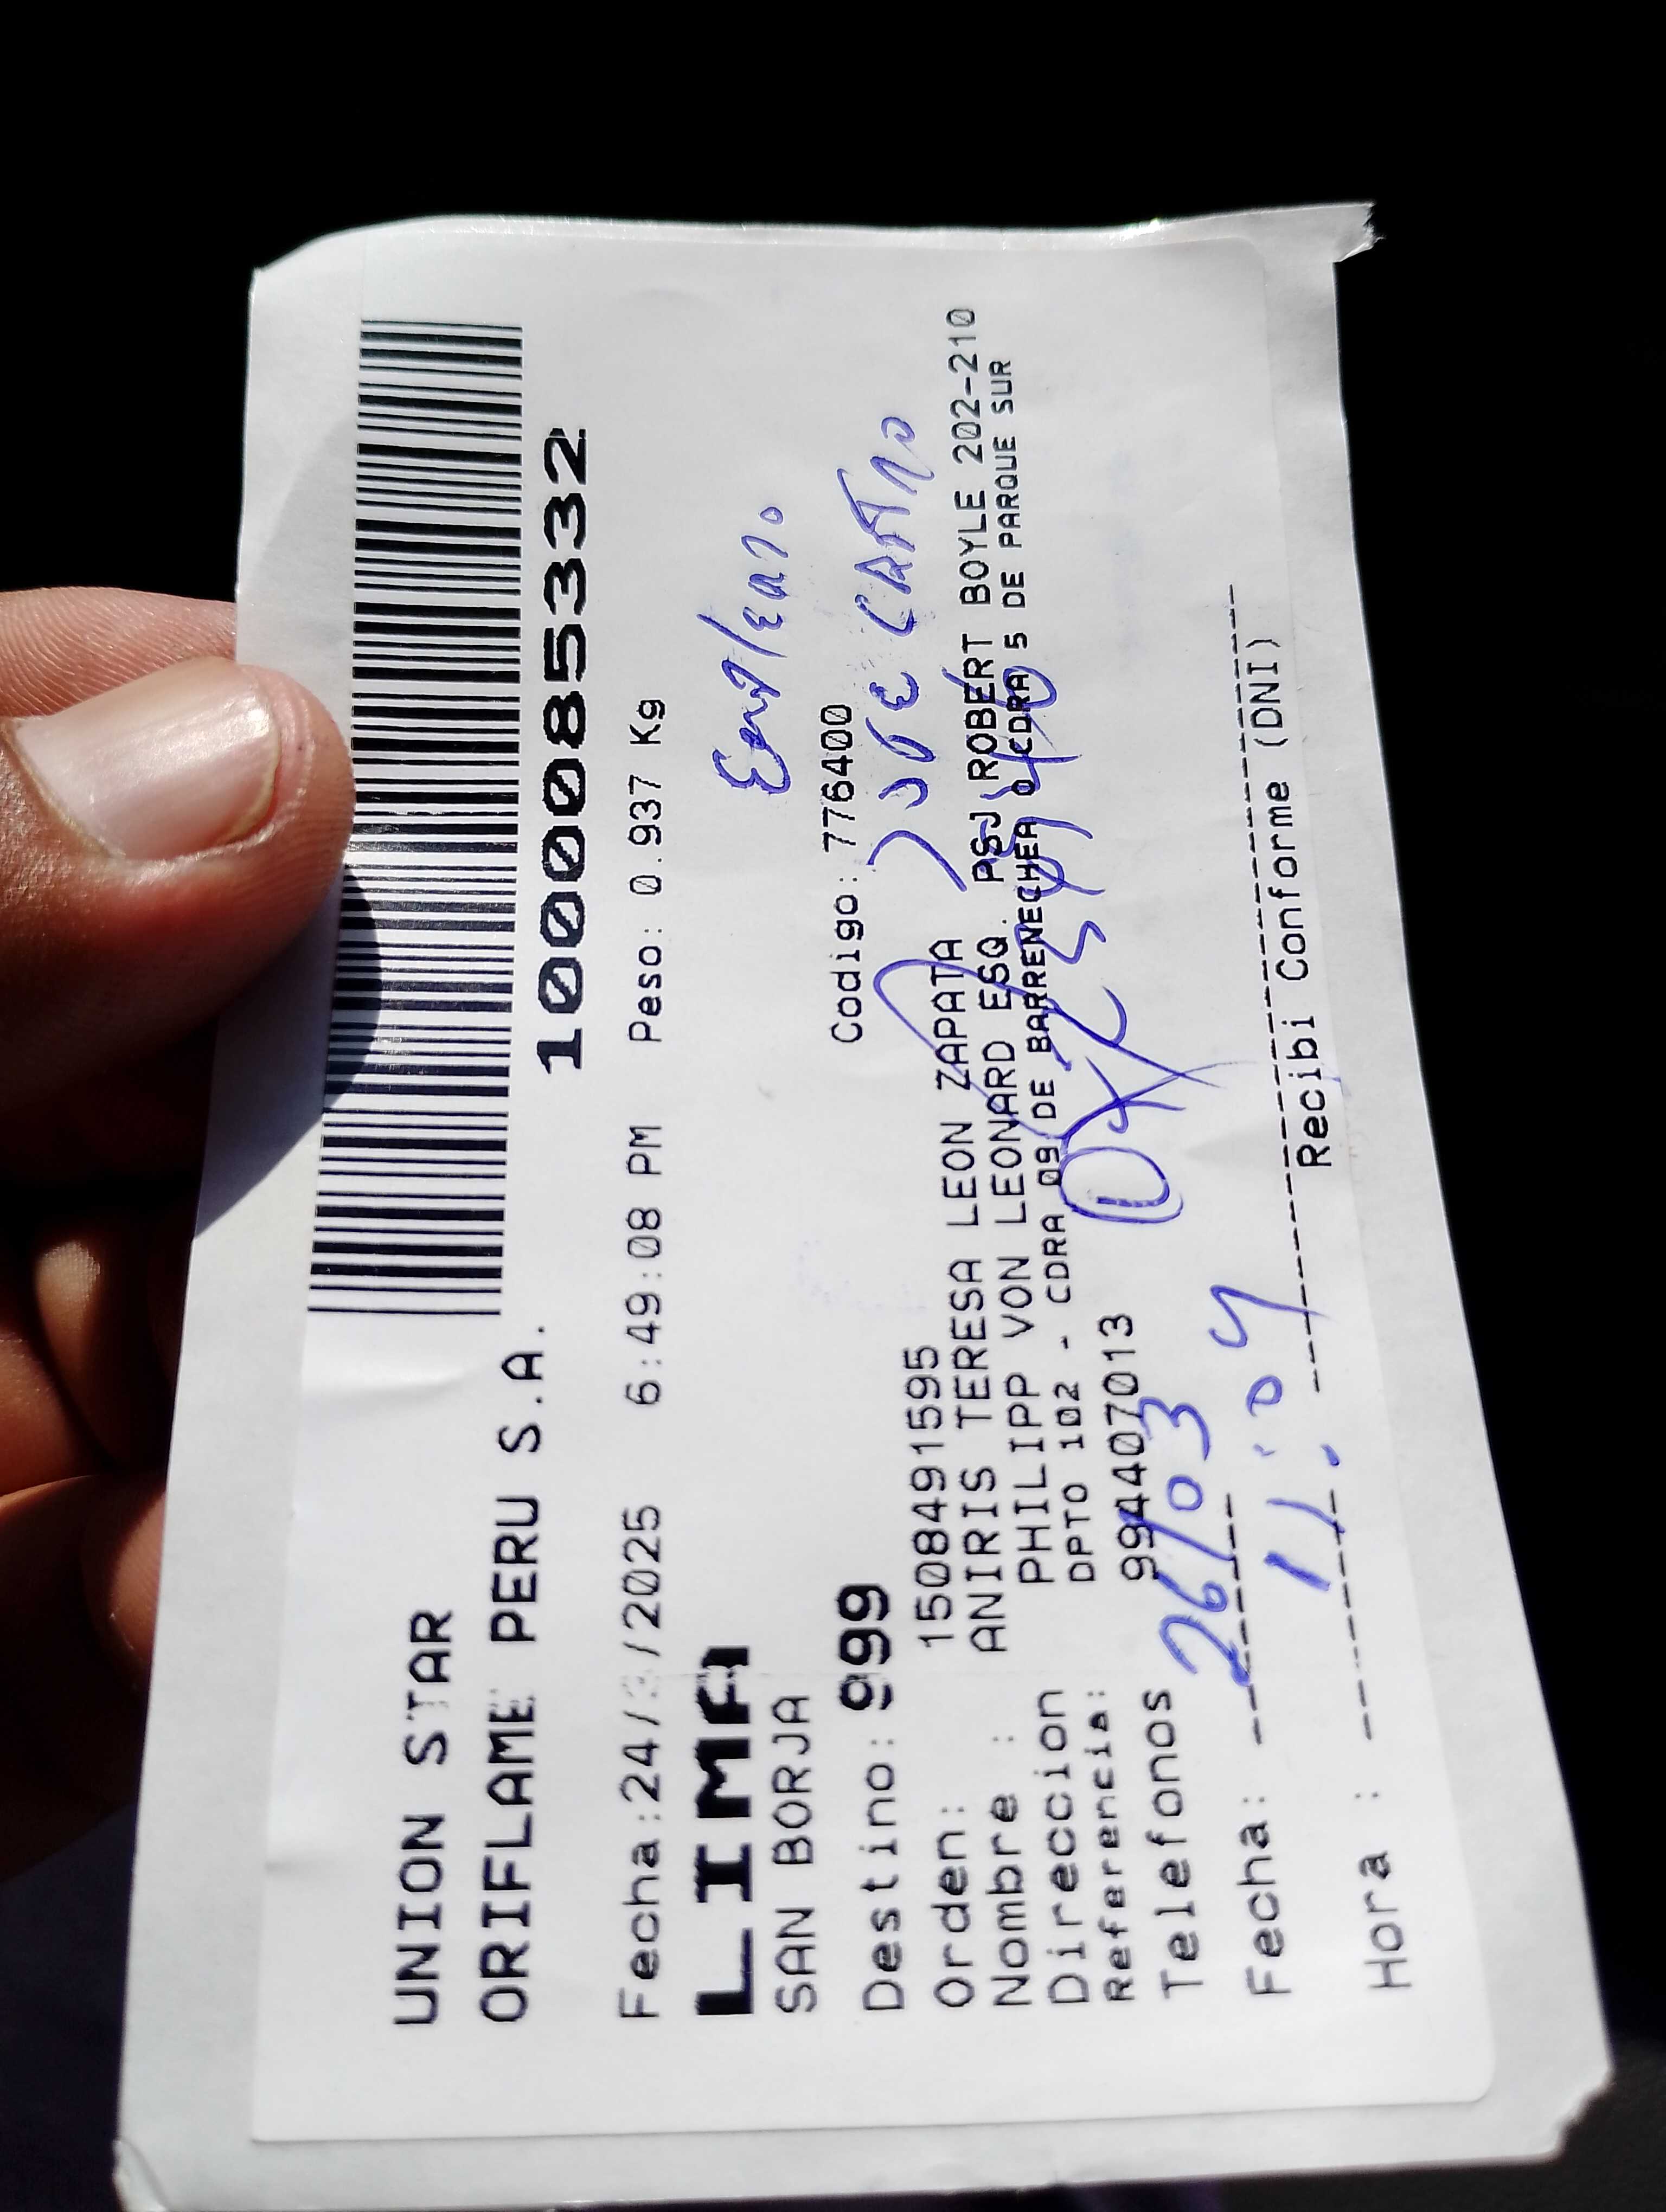 UNION STAR
ORIFLAME PERU S.A.
1000085332
Fecha:24/3/2025 6:49:08 PM Peso: 0.937 Kg
LIMA
SAN BORJA
Destino: 999 Codigo: 776400
Orden: 1508491595
Nombre : ANIRIS TERESA LEON ZAPATA
Direccion PHILIPP VON LEONARD ESQ. PSJ ROBERT BOYLE 202-210
Referencia: DPTO 102 - CDRA 09 DE BARRENECHEA O CDRA 5 DE PARQUE SUR
Telefonos 994407013
Fecha: 26/03
Hora : 11:04
Recibi Conforme (DNI)